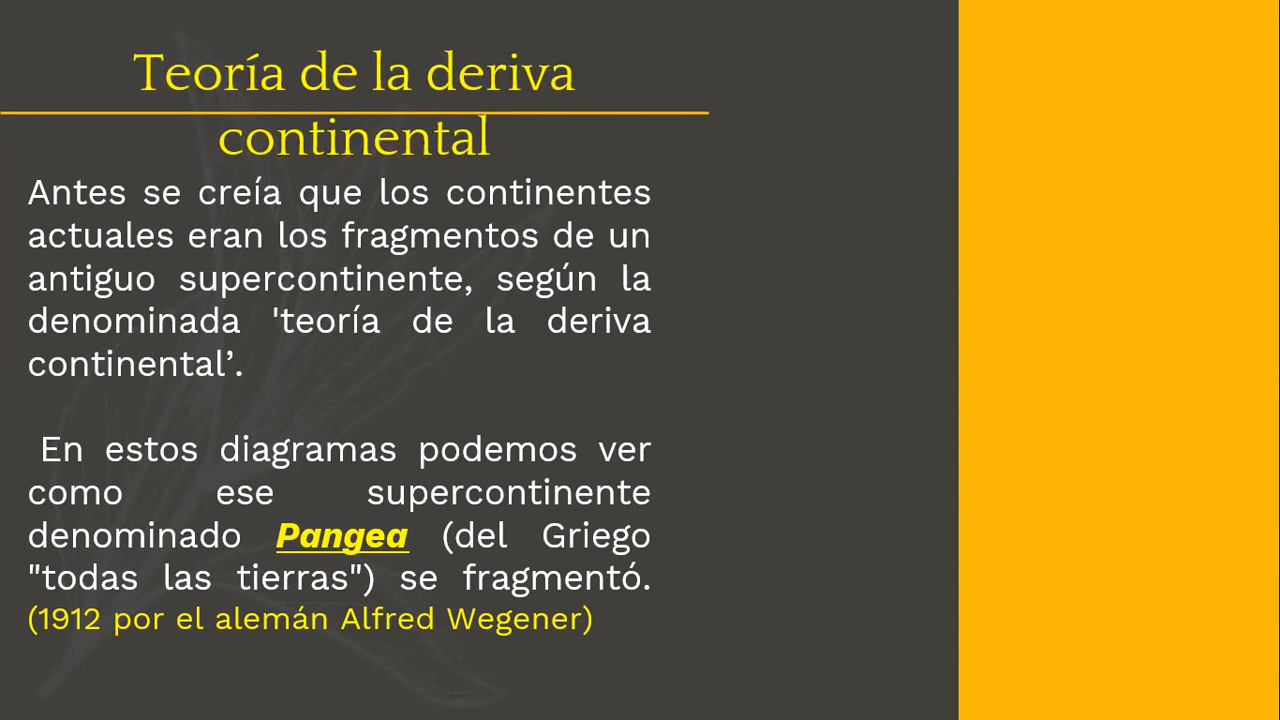 Teoría de la deriva
continental
Antes se creía que los continentes
actuales eran los fragmentos de un
antiguo supercontinente, según la
denominada 'teoría de la deriva
continental’.
En estos diagramas podemos ver
como ese supercontinente
denominado Pangea (del Griego
"todas las tierras") se fragmentó.
(1912 por el alemán Alfred Wegener)